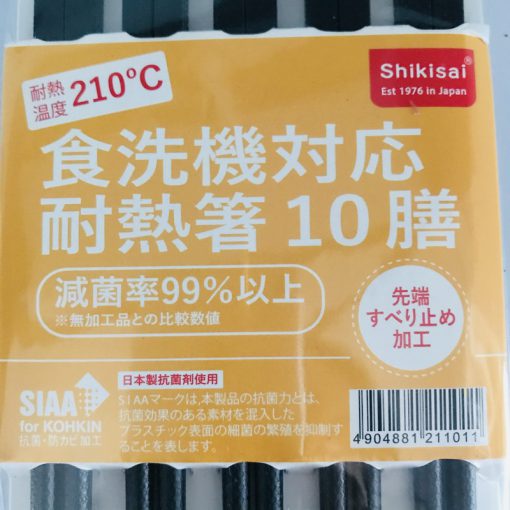 耐熱
温度 210℃
Shikisai®
Est 1976 in Japan
食洗機対応
耐熱箸10膳
減菌率99%以上
※無加工品との比較数値
先端
すべり止め
加工
SIAA
for KOHKIN
抗菌・防カビ加工
日本製抗菌剤使用
SIAAマークは、本製品の抗菌力とは、
抗菌効果のある素材を混入した
プラスチック表面の細菌の繁殖を抑制す
ることを表します。
4904881211011